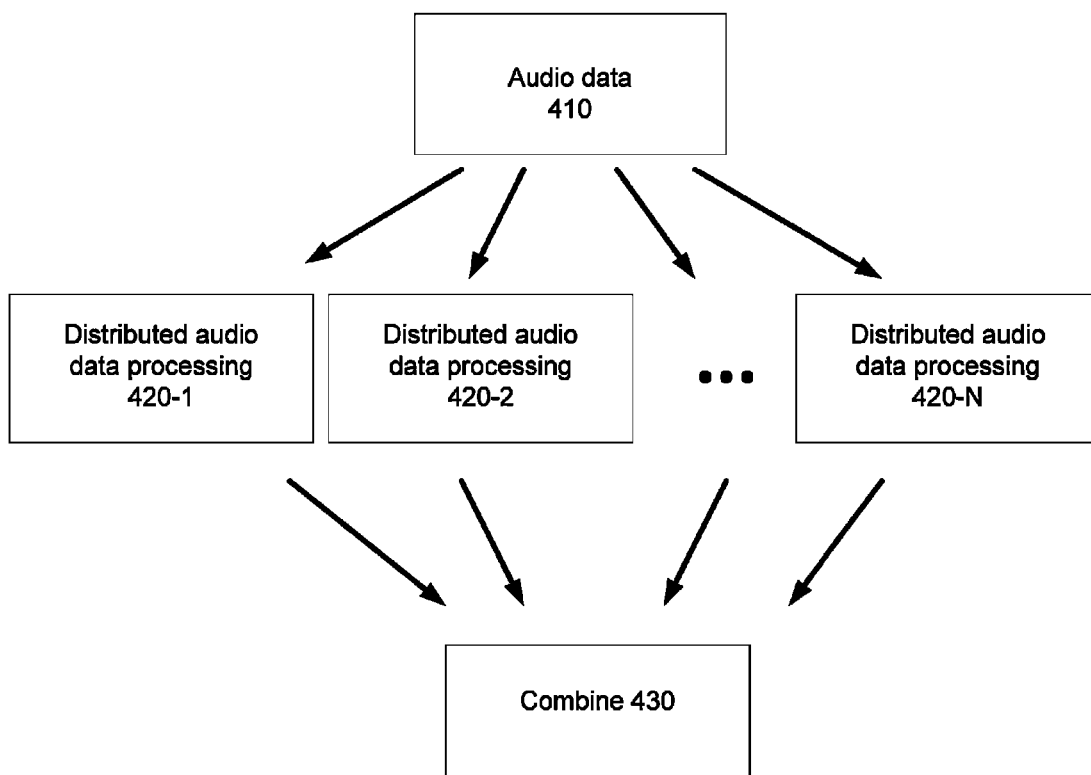 Audio data
410
Distributed audio
data processing
420-1
Distributed audio
data processing
420-2
...
Distributed audio
data processing
420-N
Combine 430